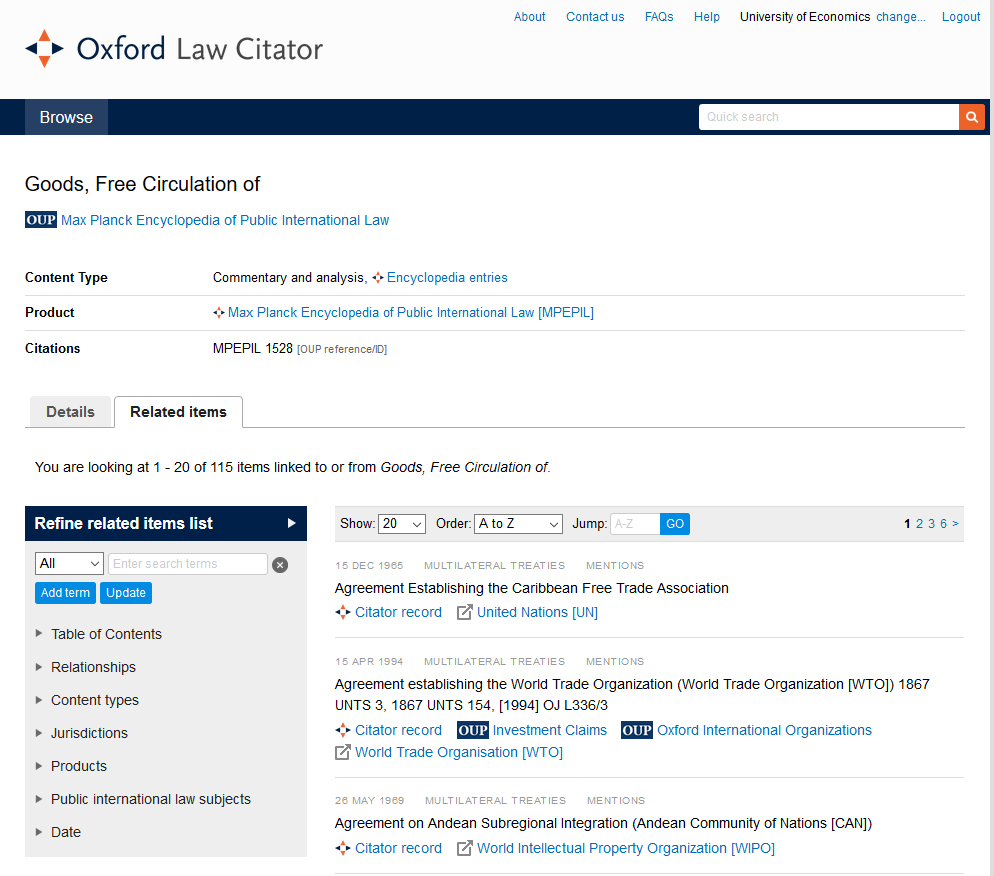 About Contact us FAQs Help University of Economics change... Logout
Oxford Law Citator
Browse Quick search
Goods, Free Circulation of
OUP Max Planck Encyclopedia of Public International Law
Content Type Commentary and analysis, Encyclopedia entries
Product Max Planck Encyclopedia of Public International Law [MPEPIL]
Citations MPEPIL 1528 [OUP reference/ID]
Details Related items
You are looking at 1 - 20 of 115 items linked to or from Goods, Free Circulation of.
Refine related items list
All Enter search terms
Add term Update
Table of Contents
Relationships
Content types
Jurisdictions
Products
Public international law subjects
Date
Show: 20 Order: A to Z Jump: A-Z GO 1 2 3 6 >
15 DEC 1965 MULTILATERAL TREATIES MENTIONS
Agreement Establishing the Caribbean Free Trade Association
Citator record United Nations [UN]
15 APR 1994 MULTILATERAL TREATIES MENTIONS
Agreement establishing the World Trade Organization (World Trade Organization [WTO]) 1867
UNTS 3, 1867 UNTS 154, [1994] OJ L336/3
Citator record OUP Investment Claims OUP Oxford International Organizations
World Trade Organisation [WTO]
26 MAY 1969 MULTILATERAL TREATIES MENTIONS
Agreement on Andean Subregional Integration (Andean Community of Nations [CAN])
Citator record World Intellectual Property Organization [WIPO]